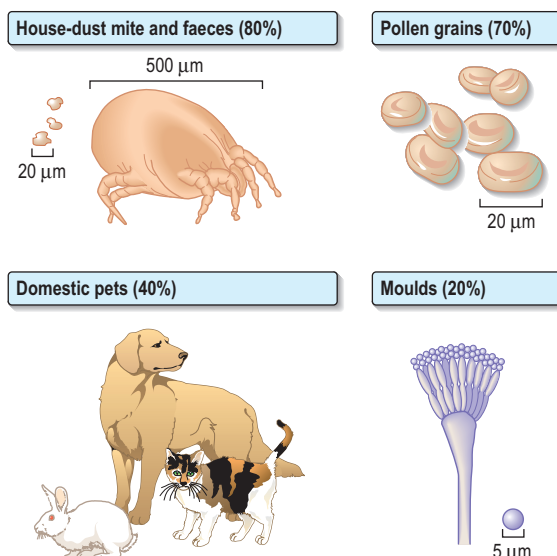 House-dust mite and faeces (80%)
500 μm
20 μm
Pollen grains (70%)
20 μm
Domestic pets (40%)
Moulds (20%)
5 μm